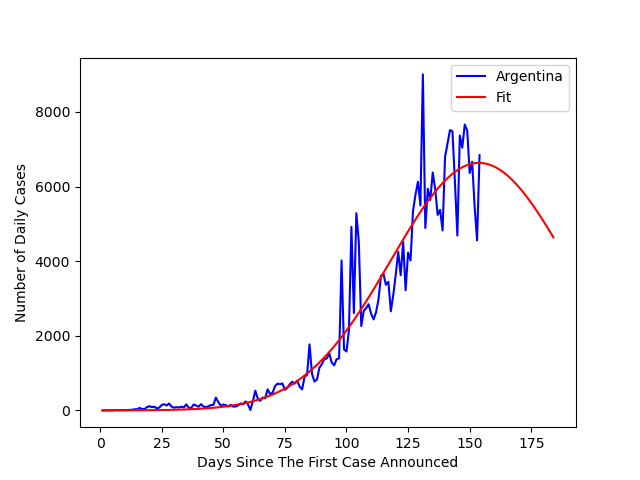 Argentina
Fit
8000
6000
4000
2000
0
Number of Daily Cases
0 25 50 75 100 125 150 175
Days Since The First Case Announced